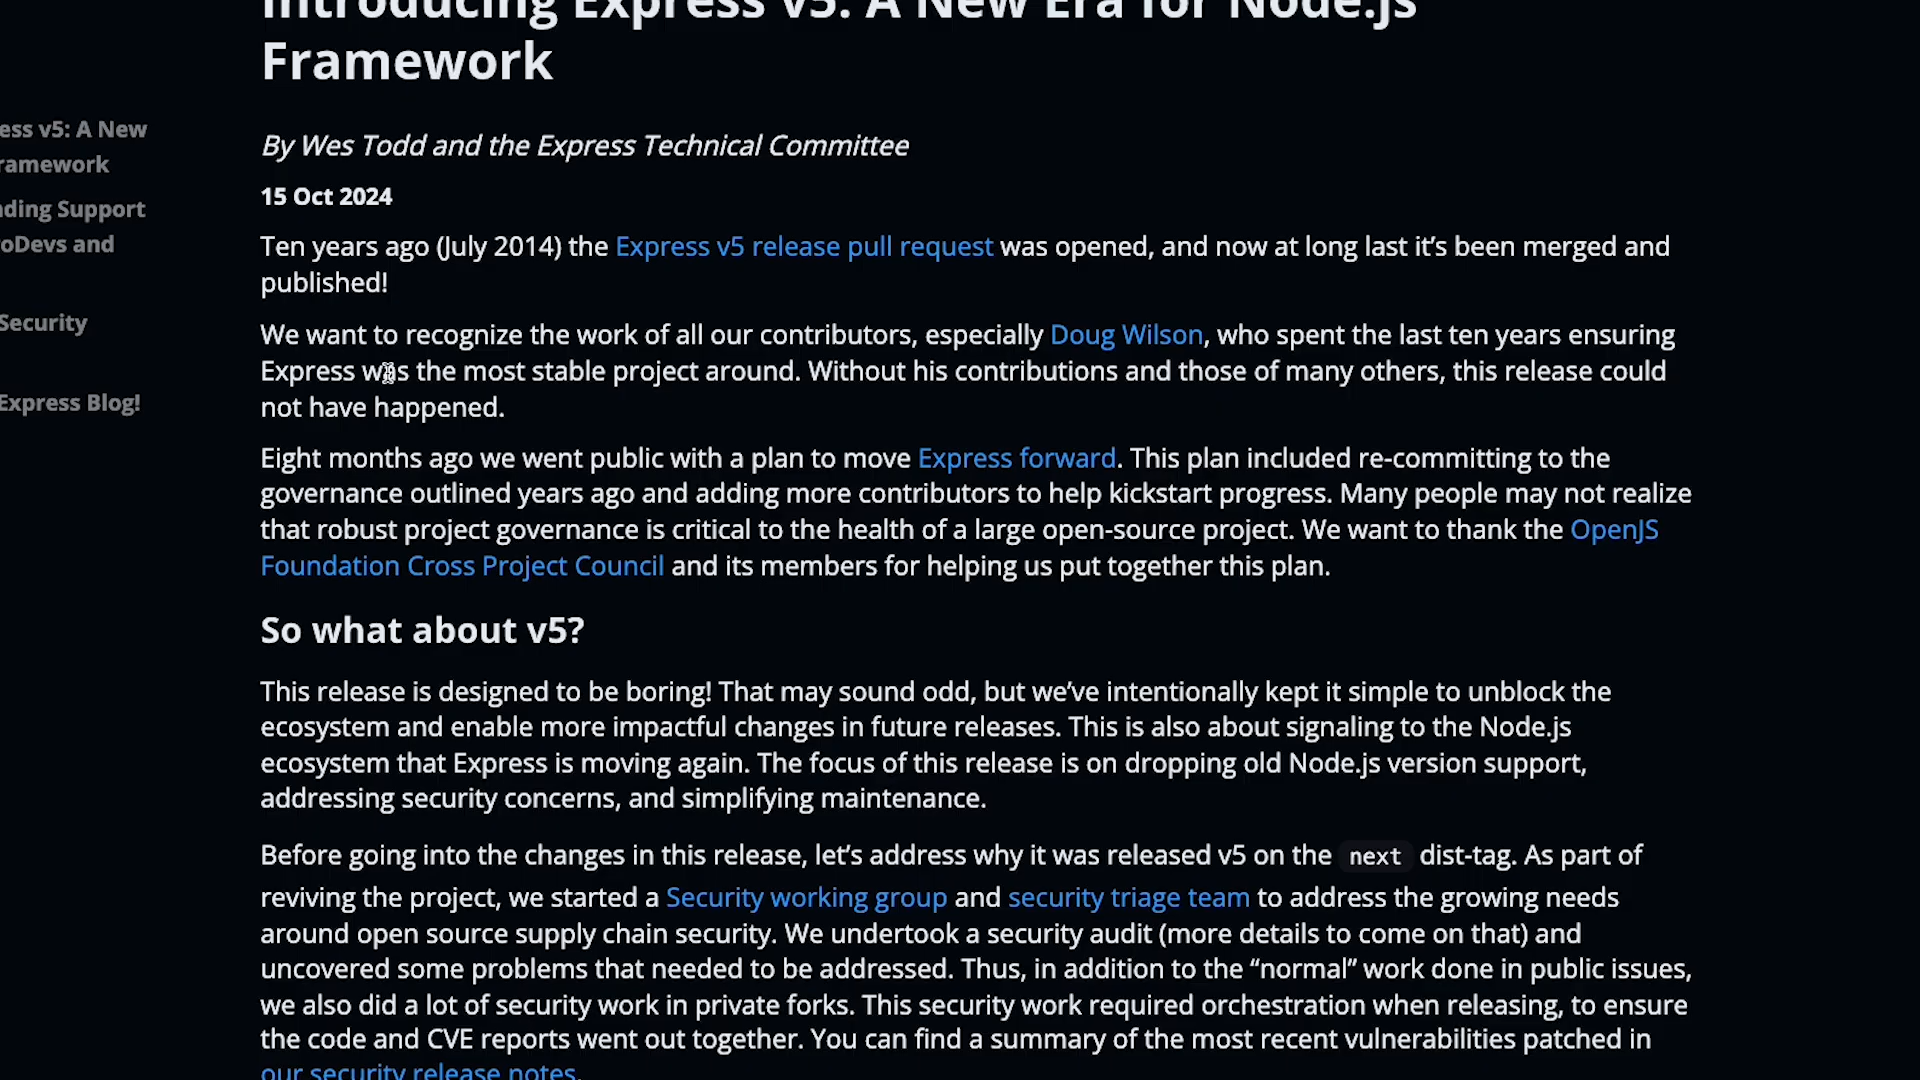 Introducing Express v5: A New Era for Node.js
Framework
ess v5: A New
ramework
nding Support
oDevs and
Security
Express Blog!
By Wes Todd and the Express Technical Committee
15 Oct 2024
Ten years ago (July 2014) the Express v5 release pull request was opened, and now at long last it’s been merged and
published!
We want to recognize the work of all our contributors, especially Doug Wilson, who spent the last ten years ensuring
Express was the most stable project around. Without his contributions and those of many others, this release could
not have happened.
Eight months ago we went public with a plan to move Express forward. This plan included re-committing to the
governance outlined years ago and adding more contributors to help kickstart progress. Many people may not realize
that robust project governance is critical to the health of a large open-source project. We want to thank the OpenJS
Foundation Cross Project Council and its members for helping us put together this plan.
So what about v5?
This release is designed to be boring! That may sound odd, but we’ve intentionally kept it simple to unblock the
ecosystem and enable more impactful changes in future releases. This is also about signaling to the Node.js
ecosystem that Express is moving again. The focus of this release is on dropping old Node.js version support,
addressing security concerns, and simplifying maintenance.
Before going into the changes in this release, let’s address why it was released v5 on the next dist-tag. As part of
reviving the project, we started a Security working group and security triage team to address the growing needs
around open source supply chain security. We undertook a security audit (more details to come on that) and
uncovered some problems that needed to be addressed. Thus, in addition to the “normal” work done in public issues,
we also did a lot of security work in private forks. This security work required orchestration when releasing, to ensure
the code and CVE reports went out together. You can find a summary of the most recent vulnerabilities patched in
our security release notes.